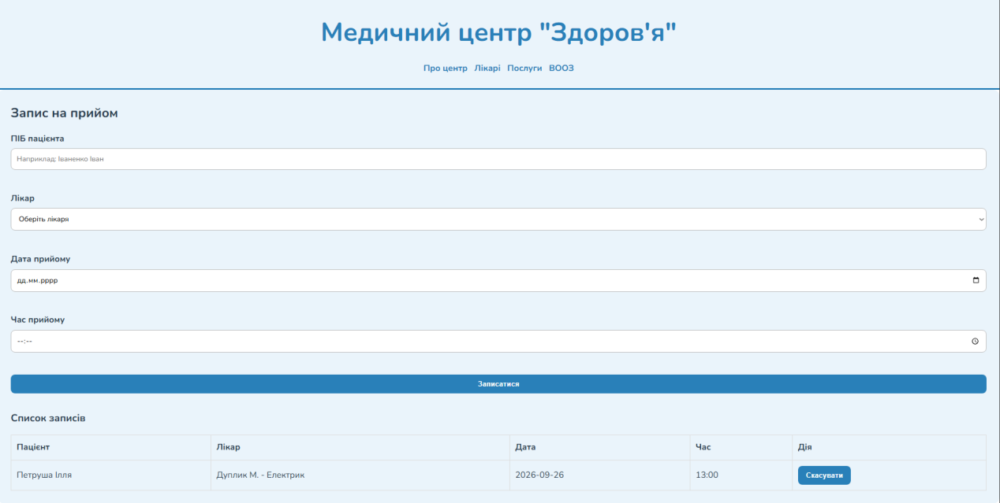 Медичний центр "Здоров'я"
Про центр Лікарі Послуги ВООЗ
Запис на прийом
ПІБ пацієнта
Наприклад: Іваненко Іван
Лікар
Оберіть лікаря
Дата прийому
дд.мм.рррр
Час прийому
--:--
Записатися
Список записів
Пацієнт Лікар Дата Час Дія
Петруша Ілля Дуплик М. - Електрик 2026-09-26 13:00 Скасувати